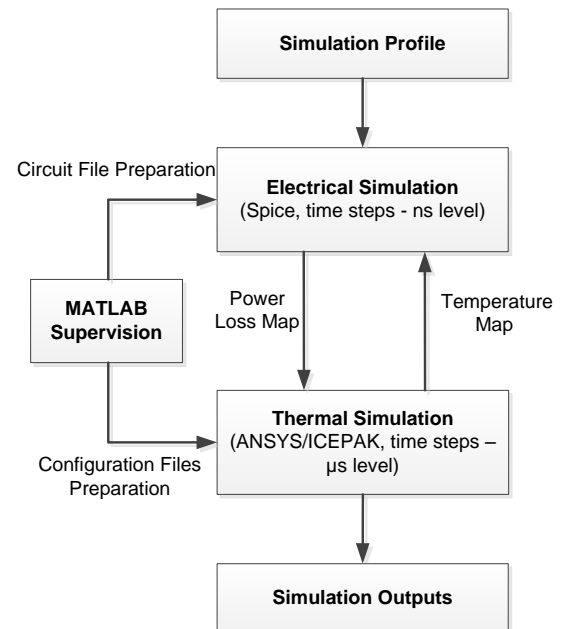 Simulation Profile
Circuit File Preparation
Electrical Simulation
(Spice, time steps - ns level)
MATLAB
Supervision
Power
Loss Map
Temperature
Map
Thermal Simulation
(ANSYS/ICEPAK, time steps –
µs level)
Configuration Files
Preparation
Simulation Outputs